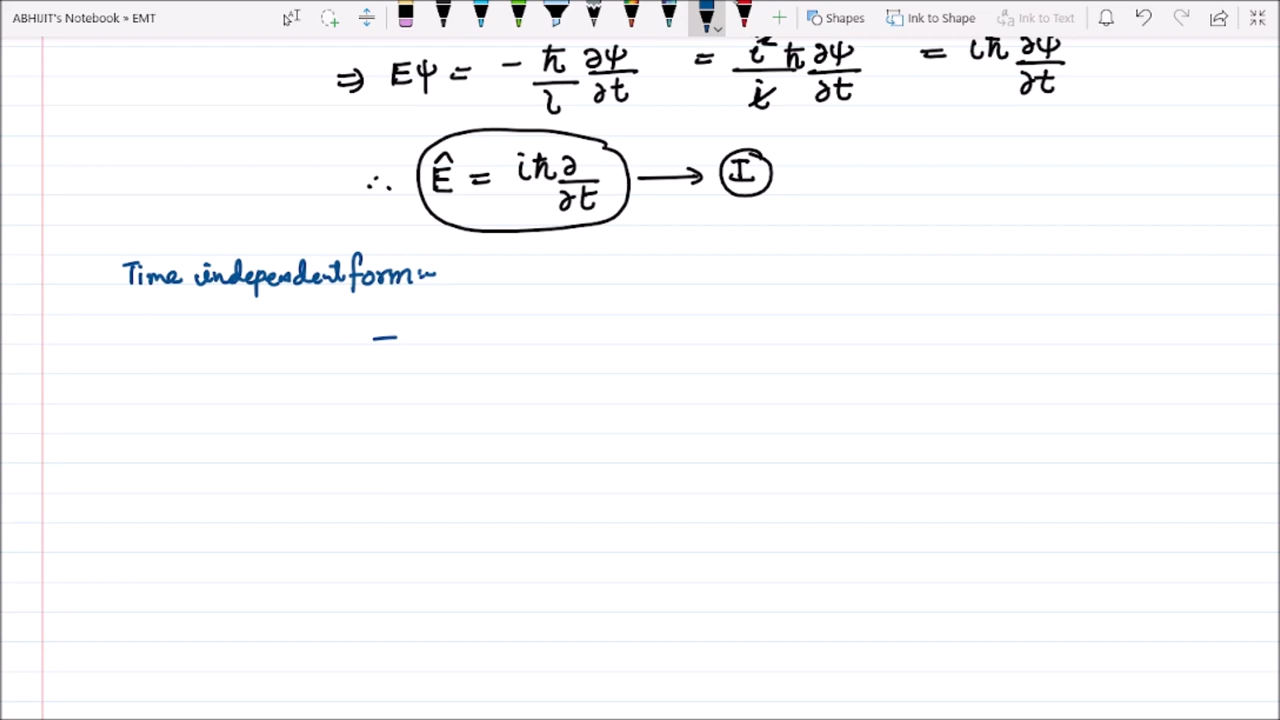 ABHIJIT's Notebook » EMT Shapes Ink to Shape Ink to Text
⇒ Eψ = - ℏ/i ∂ψ/∂t = i²ℏ/i ∂ψ/∂t = iℏ ∂ψ/∂t
∴ Ê = iℏ ∂/∂t → I
Time independent form